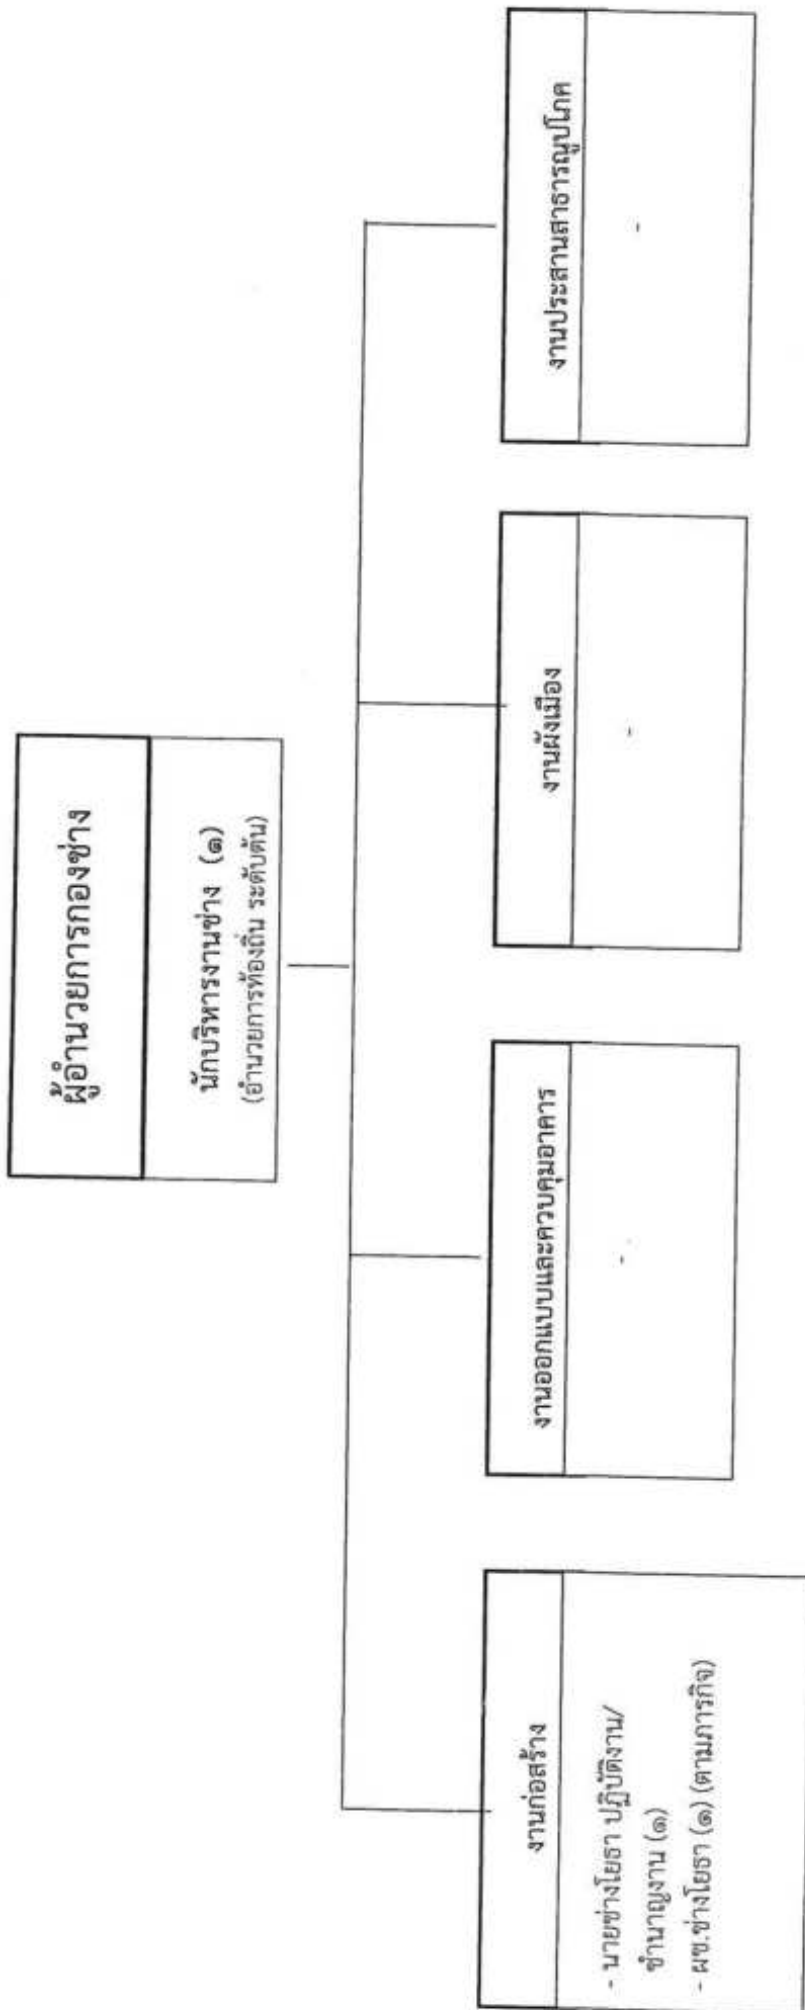 ผู้อำนวยการกองช่าง
นักบริหารงานช่าง (๑)
(อำนวยการท้องถิ่น ระดับต้น)
งานก่อสร้าง
- นายช่างโยธา ปฏิบัติงาน/
ชำนาญงาน (๑)
- ผช.ช่างโยธา (๑) (ตามภารกิจ)
งานออกแบบและควบคุมอาคาร
-
งานผังเมือง
-
งานประสานสาธารณูปโภค
-